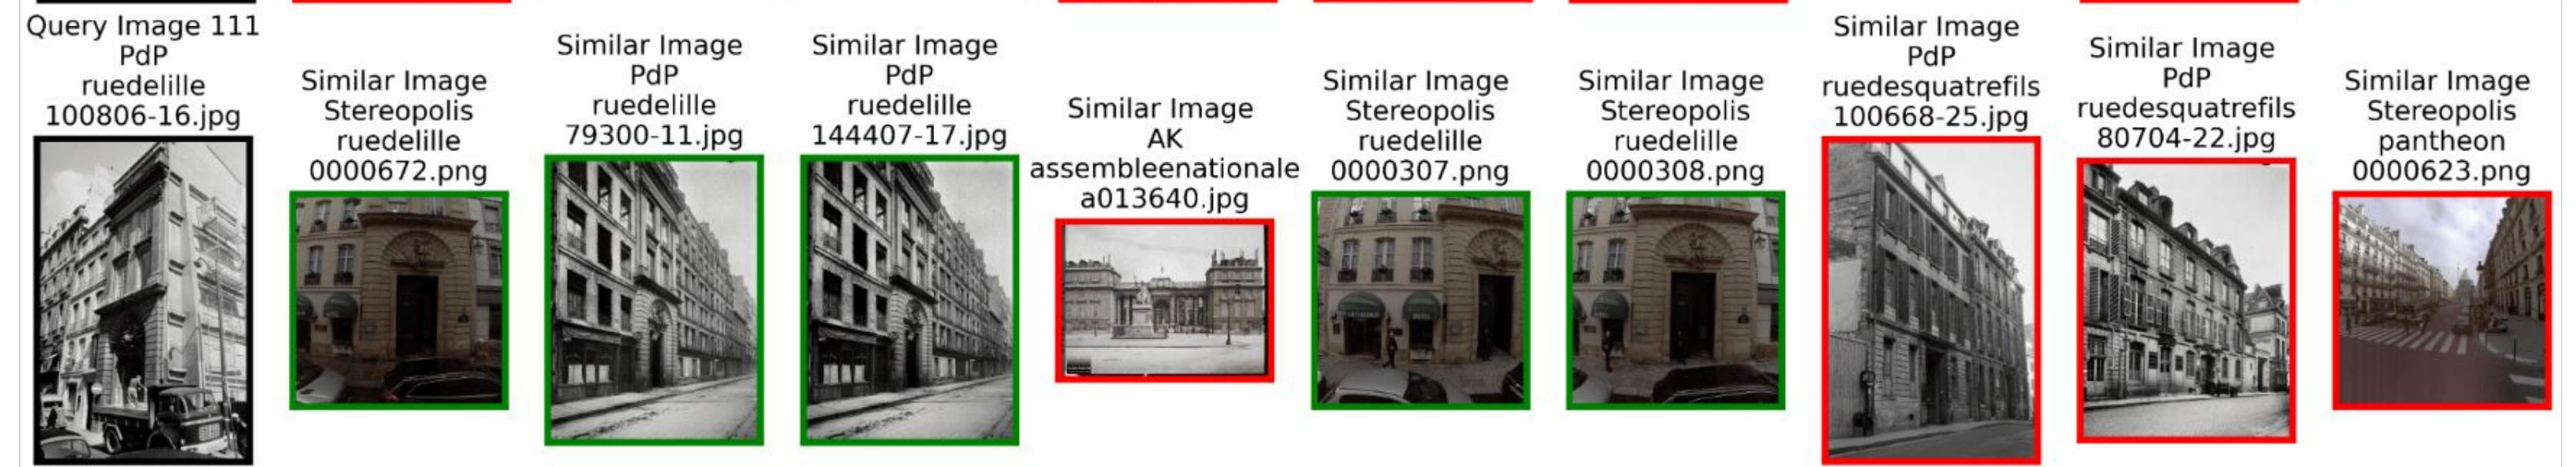 Query Image 111
PdP
ruedelille
100806-16.jpg
Similar Image
Stereopolis
ruedelille
0000672.png
Similar Image
PdP
ruedelille
79300-11.jpg
Similar Image
PdP
ruedelille
144407-17.jpg
Similar Image
AK
assembleenationale
a013640.jpg
Similar Image
Stereopolis
ruedelille
0000307.png
Similar Image
Stereopolis
ruedelille
0000308.png
Similar Image
PdP
ruedesquatrefils
100668-25.jpg
Similar Image
PdP
ruedesquatrefils
80704-22.jpg
Similar Image
Stereopolis
pantheon
0000623.png